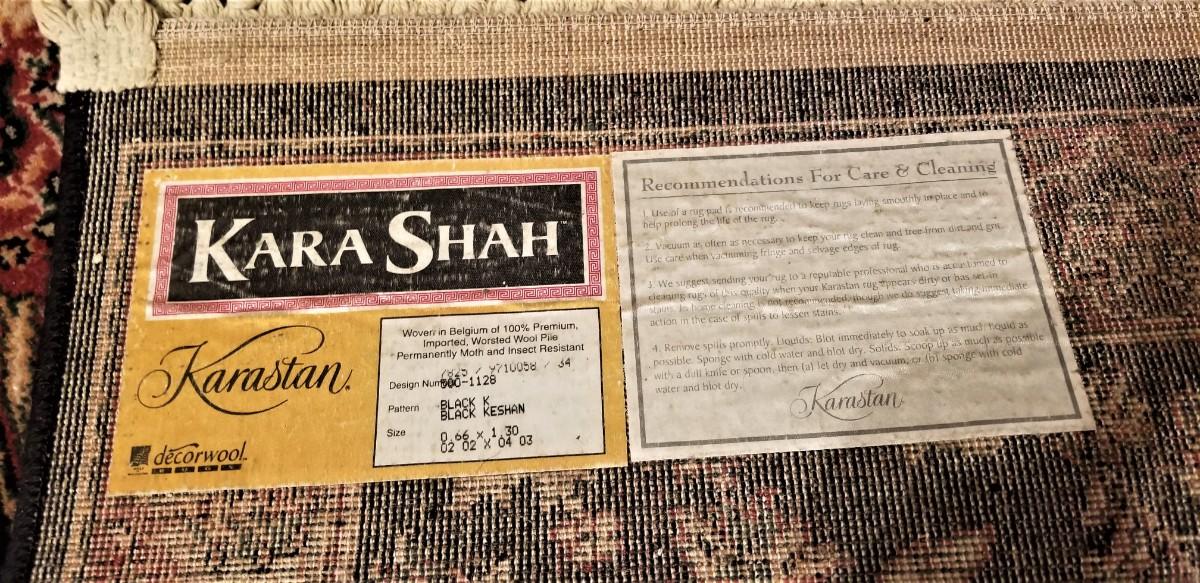 KARA SHAH
Karastan.
décorwool.
RUGS
Woven in Belgium of 100% Premium,
Imported, Worsted Wool Pile
Permanently Moth and Insect Resistant
7825 / 9710058 / 34
Design Num 000-1128
Pattern BLACK K
BLACK KESHAN
Size 0.66 x 1.30
02 02 X 04 03
Recommendations For Care & Cleaning
1. Use of a rug pad is recommended to keep rugs laying smoothly in place and to
help prolong the life of the rug.
2. Vacuum as often as necessary to keep your rug clean and free from dirt and grit.
Use care when vacuuming fringe and selvage edges of rug.
3. We suggest sending your rug to a reputable professional who is accustomed to
cleaning rugs of this quality when your Karastan rug appears dirty or has set-in
stains. In home cleaning is not recommended, though we do suggest taking immediate
action in the case of spills to lessen stains.
4. Remove spills promptly. Liquids: Blot immediately to soak up as much liquid as
possible. Sponge with cold water and blot dry. Solids: Scoop up as much as possible
with a dull knife or spoon, then (a) let dry and vacuum; or (b) sponge with cold
water and blot dry.
Karastan